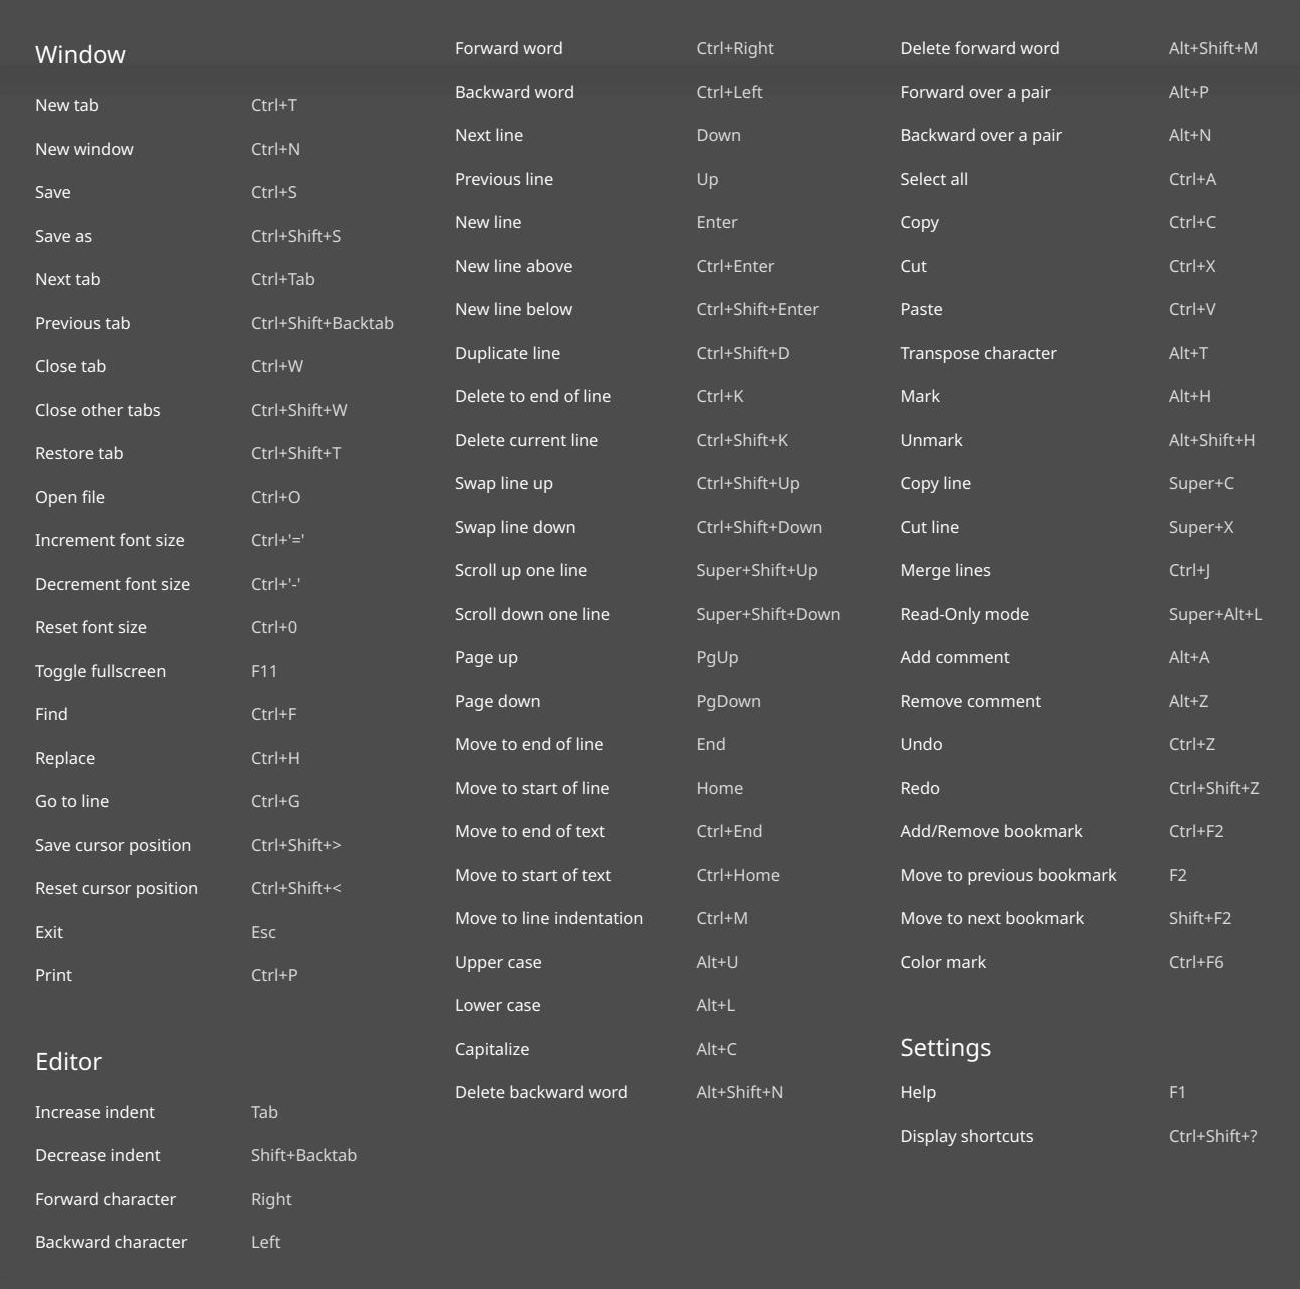 Window
New tab Ctrl+T
New window Ctrl+N
Save Ctrl+S
Save as Ctrl+Shift+S
Next tab Ctrl+Tab
Previous tab Ctrl+Shift+Backtab
Close tab Ctrl+W
Close other tabs Ctrl+Shift+W
Restore tab Ctrl+Shift+T
Open file Ctrl+O
Increment font size Ctrl+'='
Decrement font size Ctrl+'-'
Reset font size Ctrl+0
Toggle fullscreen F11
Find Ctrl+F
Replace Ctrl+H
Go to line Ctrl+G
Save cursor position Ctrl+Shift+>
Reset cursor position Ctrl+Shift+<
Exit Esc
Print Ctrl+P
Editor
Increase indent Tab
Decrease indent Shift+Backtab
Forward character Right
Backward character Left
Forward word Ctrl+Right
Backward word Ctrl+Left
Next line Down
Previous line Up
New line Enter
New line above Ctrl+Enter
New line below Ctrl+Shift+Enter
Duplicate line Ctrl+Shift+D
Delete to end of line Ctrl+K
Delete current line Ctrl+Shift+K
Swap line up Ctrl+Shift+Up
Swap line down Ctrl+Shift+Down
Scroll up one line Super+Shift+Up
Scroll down one line Super+Shift+Down
Page up PgUp
Page down PgDown
Move to end of line End
Move to start of line Home
Move to end of text Ctrl+End
Move to start of text Ctrl+Home
Move to line indentation Ctrl+M
Upper case Alt+U
Lower case Alt+L
Capitalize Alt+C
Delete backward word Alt+Shift+N
Delete forward word Alt+Shift+M
Forward over a pair Alt+P
Backward over a pair Alt+N
Select all Ctrl+A
Copy Ctrl+C
Cut Ctrl+X
Paste Ctrl+V
Transpose character Alt+T
Mark Alt+H
Unmark Alt+Shift+H
Copy line Super+C
Cut line Super+X
Merge lines Ctrl+J
Read-Only mode Super+Alt+L
Add comment Alt+A
Remove comment Alt+Z
Undo Ctrl+Z
Redo Ctrl+Shift+Z
Add/Remove bookmark Ctrl+F2
Move to previous bookmark F2
Move to next bookmark Shift+F2
Color mark Ctrl+F6
Settings
Help F1
Display shortcuts Ctrl+Shift+?